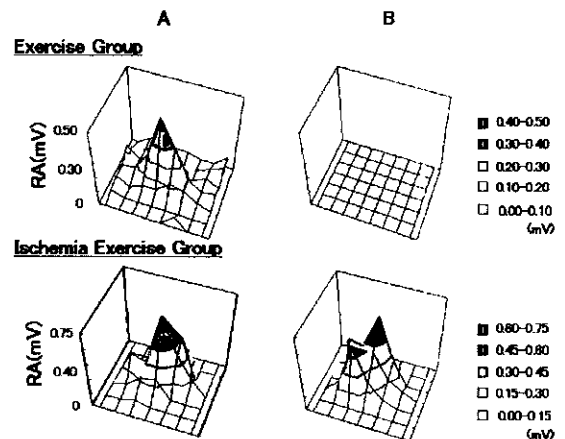 A
B
Exercise Group
RA(mV)
0.50
0.30
0
0.40-0.50
0.30-0.40
0.20-0.30
0.10-0.20
0.00-0.10
(mV)
Ischemia Exercise Group
RA(mV)
0.75
0.40
0
0.60-0.75
0.45-0.60
0.30-0.45
0.15-0.30
0.00-0.15
(mV)